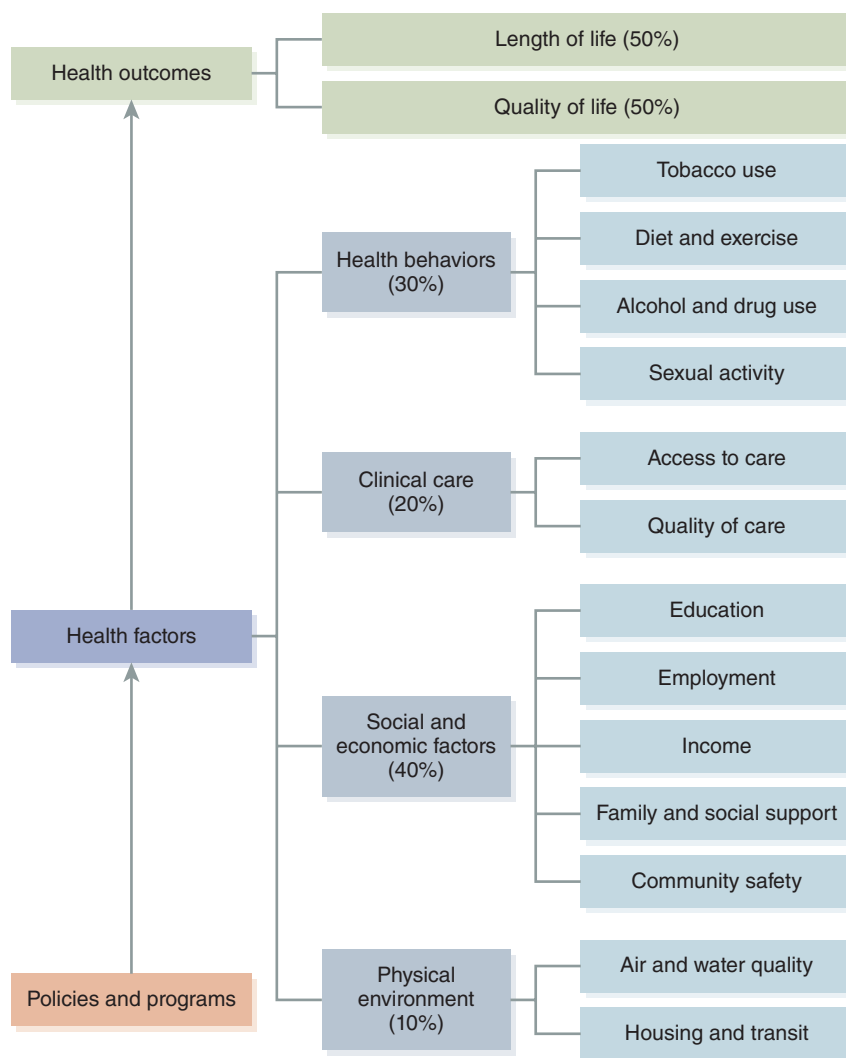 Health outcomes
Length of life (50%)
Quality of life (50%)
Health factors
Health behaviors
(30%)
Tobacco use
Diet and exercise
Alcohol and drug use
Sexual activity
Clinical care
(20%)
Access to care
Quality of care
Social and
economic factors
(40%)
Education
Employment
Income
Family and social support
Community safety
Physical
environment
(10%)
Air and water quality
Housing and transit
Policies and programs